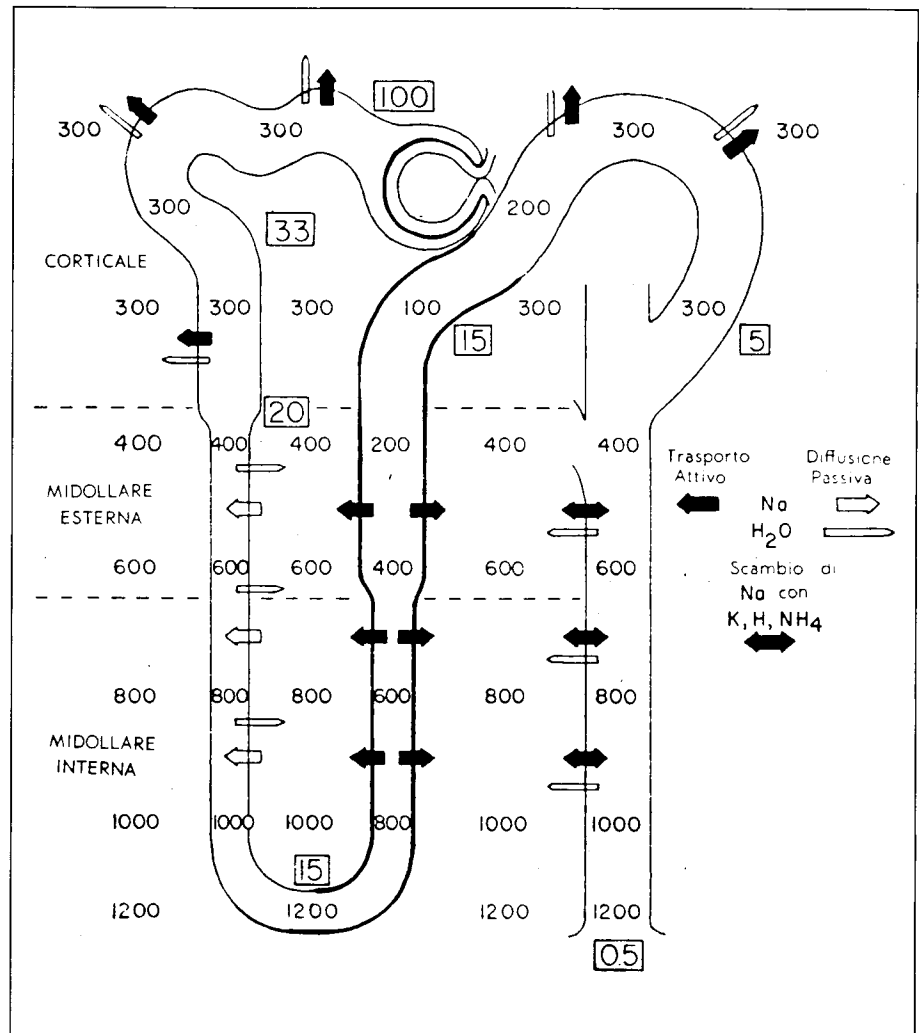 100
300 300 300 300
300 200
33
CORTICALE
300 300 300 100 300 300
15 5
20
400 400 400 200 400 400
Trasporto Diffusione
Attivo Passiva
MIDOLLARE
ESTERNA
Na
H2O
600 600 600 400 600 600
Scambio di
Na con
K, H, NH4
800 800 800 600 800 800
MIDOLLARE
INTERNA
1000 1000 1000 800 1000 1000
15
1200 1200 1200 1200
0.5